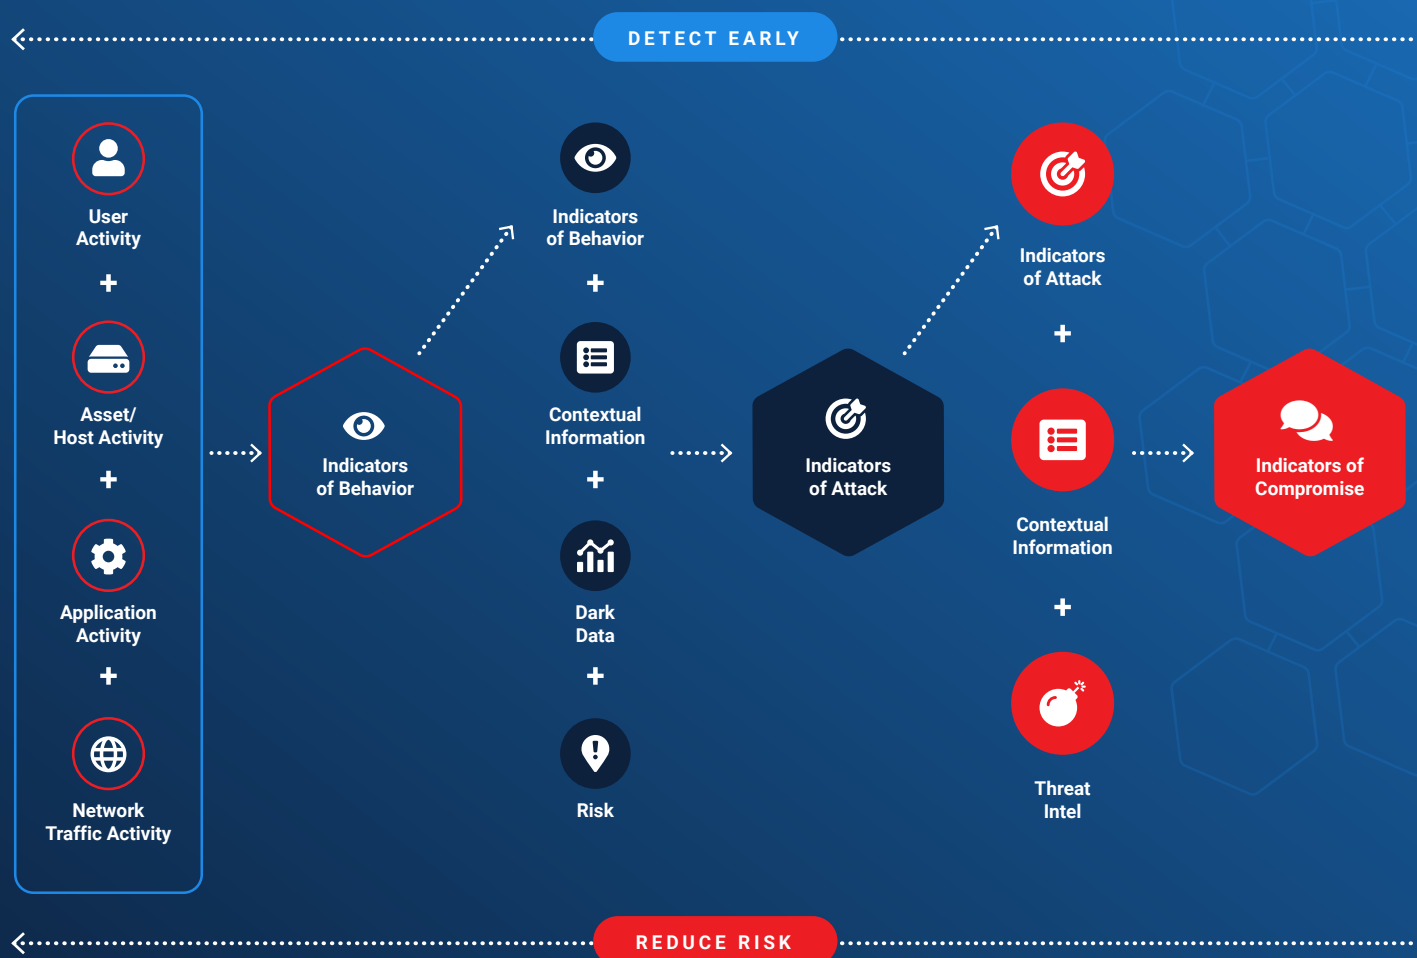 DETECT EARLY
User
Activity
+
Asset/
Host Activity
+
Application
Activity
+
Network
Traffic Activity
Indicators
of Behavior
Indicators
of Behavior
+
Contextual
Information
+
Dark
Data
+
Risk
Indicators
of Attack
Indicators
of Attack
+
Contextual
Information
+
Threat
Intel
Indicators of
Compromise
REDUCE RISK